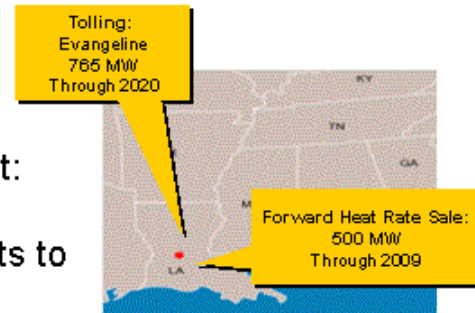 Tolling:
Evangeline
765 MW
Through 2020
KY
TN
GA
t:
Forward Heat Rate Sale:
500 MW
Through 2009
ts to
LA